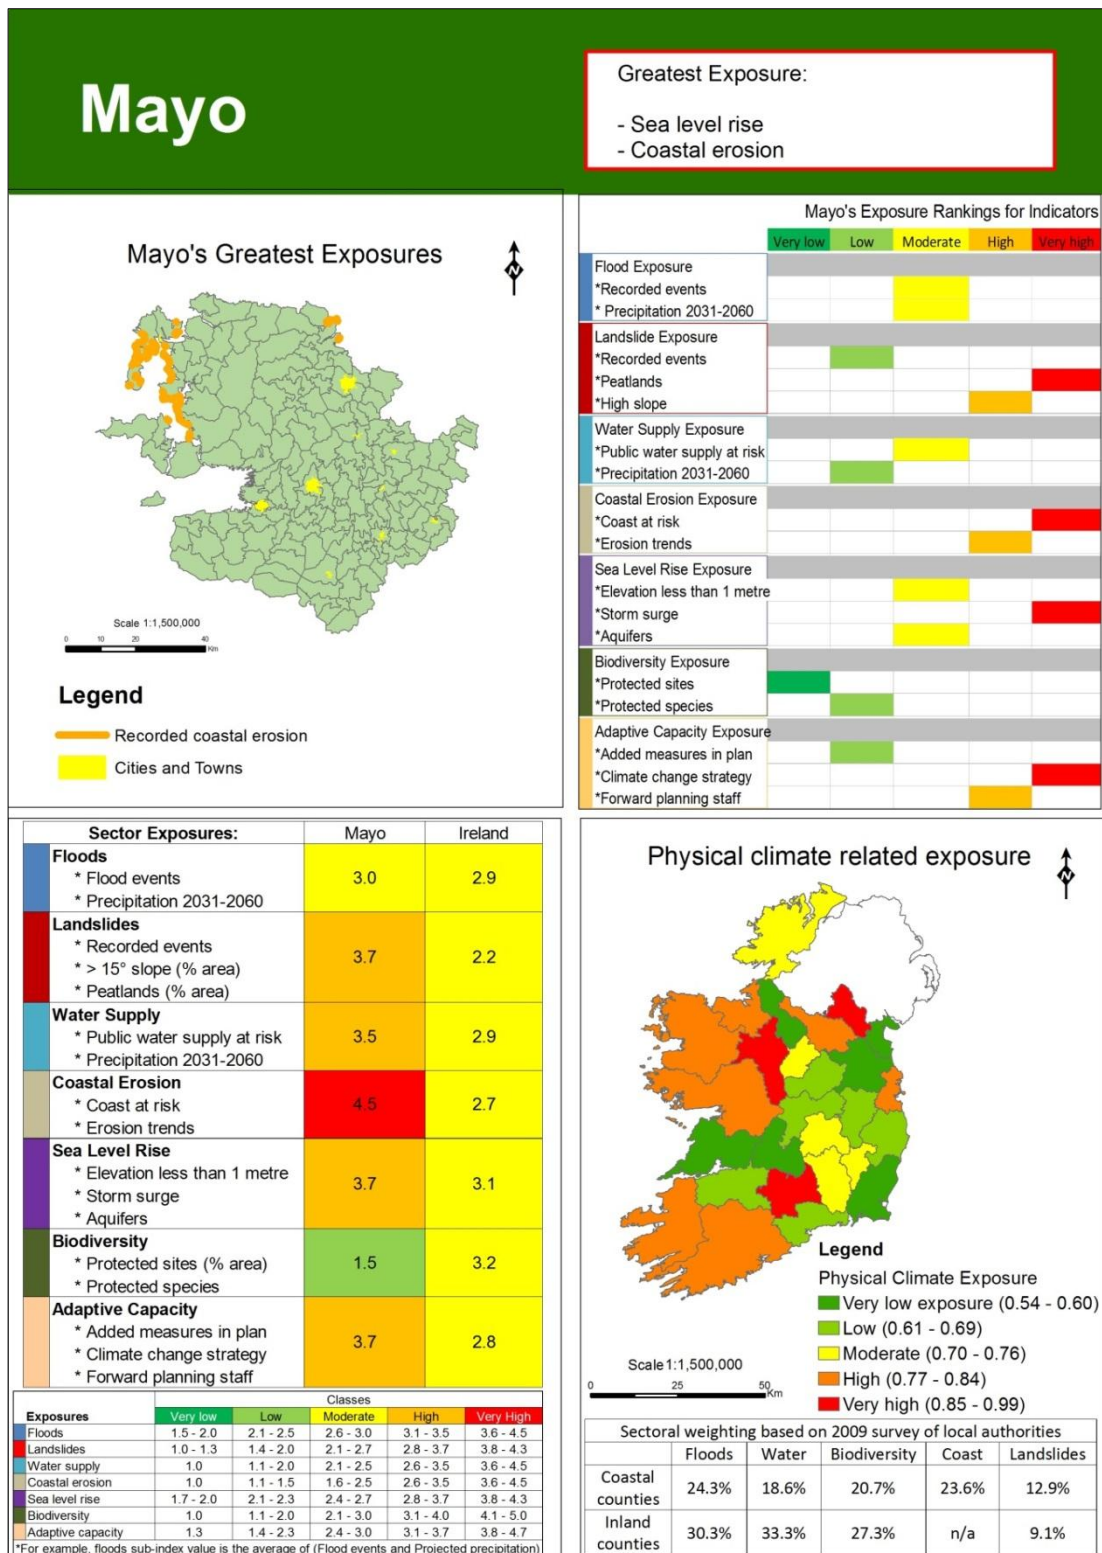 Mayo
Greatest Exposure:
- Sea level rise
- Coastal erosion
Mayo's Greatest Exposures
N
Scale 1:1,500,000
0 10 20 40
Km
Legend
Recorded coastal erosion
Cities and Towns
Mayo's Exposure Rankings for Indicators
Very low Low Moderate High Very high
Flood Exposure
*Recorded events
* Precipitation 2031-2060
Landslide Exposure
*Recorded events
*Peatlands
*High slope
Water Supply Exposure
*Public water supply at risk
*Precipitation 2031-2060
Coastal Erosion Exposure
*Coast at risk
*Erosion trends
Sea Level Rise Exposure
*Elevation less than 1 metre
*Storm surge
*Aquifers
Biodiversity Exposure
*Protected sites
*Protected species
Adaptive Capacity Exposure
*Added measures in plan
*Climate change strategy
*Forward planning staff
Sector Exposures: Mayo Ireland
Floods
* Flood events 3.0 2.9
* Precipitation 2031-2060
Landslides
* Recorded events
* > 15° slope (% area) 3.7 2.2
* Peatlands (% area)
Water Supply
* Public water supply at risk 3.5 2.9
* Precipitation 2031-2060
Coastal Erosion
* Coast at risk 4.5 2.7
* Erosion trends
Sea Level Rise
* Elevation less than 1 metre
* Storm surge 3.7 3.1
* Aquifers
Biodiversity
* Protected sites (% area) 1.5 3.2
* Protected species
Adaptive Capacity
* Added measures in plan
* Climate change strategy 3.7 2.8
* Forward planning staff
Classes
Exposures Very low Low Moderate High Very High
Floods 1.5 - 2.0 2.1 - 2.5 2.6 - 3.0 3.1 - 3.5 3.6 - 4.5
Landslides 1.0 - 1.3 1.4 - 2.0 2.1 - 2.7 2.8 - 3.7 3.8 - 4.3
Water supply 1.0 1.1 - 2.0 2.1 - 2.5 2.6 - 3.5 3.6 - 4.5
Coastal erosion 1.0 1.1 - 1.5 1.6 - 2.5 2.6 - 3.5 3.6 - 4.5
Sea level rise 1.7 - 2.0 2.1 - 2.3 2.4 - 2.7 2.8 - 3.7 3.8 - 4.3
Biodiversity 1.0 1.1 - 2.0 2.1 - 3.0 3.1 - 4.0 4.1 - 5.0
Adaptive capacity 1.3 1.4 - 2.3 2.4 - 3.0 3.1 - 3.7 3.8 - 4.7
*For example, floods sub-index value is the average of (Flood events and Projected precipitation)
Physical climate related exposure
N
Legend
Physical Climate Exposure
Very low exposure (0.54 - 0.60)
Low (0.61 - 0.69)
Moderate (0.70 - 0.76)
High (0.77 - 0.84)
Very high (0.85 - 0.99)
Scale 1:1,500,000
0 25 50
Km
Sectoral weighting based on 2009 survey of local authorities
Floods Water Biodiversity Coast Landslides
Coastal counties 24.3% 18.6% 20.7% 23.6% 12.9%
Inland counties 30.3% 33.3% 27.3% n/a 9.1%